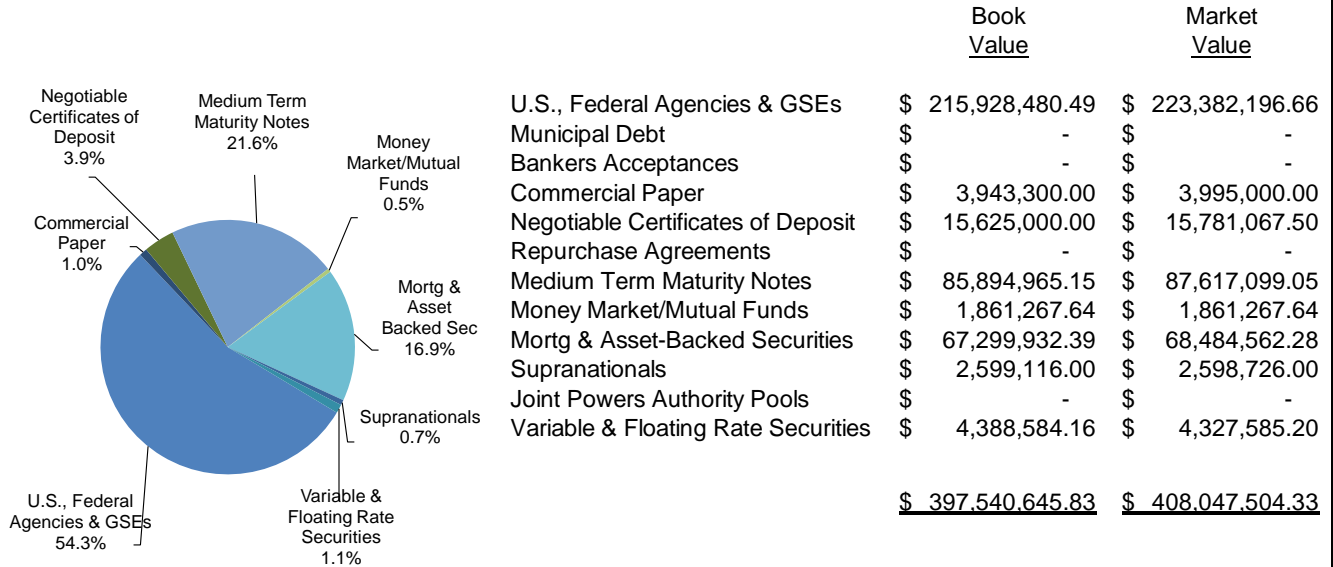 Book Market
Value Value
Negotiable
Certificates of
Deposit
3.9%
Medium Term
Maturity Notes
21.6%
Money
Market/Mutual
Funds
0.5%
Commercial
Paper
1.0%
Mortg &
Asset
Backed Sec
16.9%
Supranationals
0.7%
U.S., Federal
Agencies & GSEs
54.3%
Variable &
Floating Rate
Securities
1.1%
U.S., Federal Agencies & GSEs $ 215,928,480.49 $ 223,382,196.66
Municipal Debt $ - $ -
Bankers Acceptances $ - $ -
Commercial Paper $ 3,943,300.00 $ 3,995,000.00
Negotiable Certificates of Deposit $ 15,625,000.00 $ 15,781,067.50
Repurchase Agreements $ - $ -
Medium Term Maturity Notes $ 85,894,965.15 $ 87,617,099.05
Money Market/Mutual Funds $ 1,861,267.64 $ 1,861,267.64
Mortg & Asset-Backed Securities $ 67,299,932.39 $ 68,484,562.28
Supranationals $ 2,599,116.00 $ 2,598,726.00
Joint Powers Authority Pools $ - $ -
Variable & Floating Rate Securities $ 4,388,584.16 $ 4,327,585.20
$ 397,540,645.83 $ 408,047,504.33